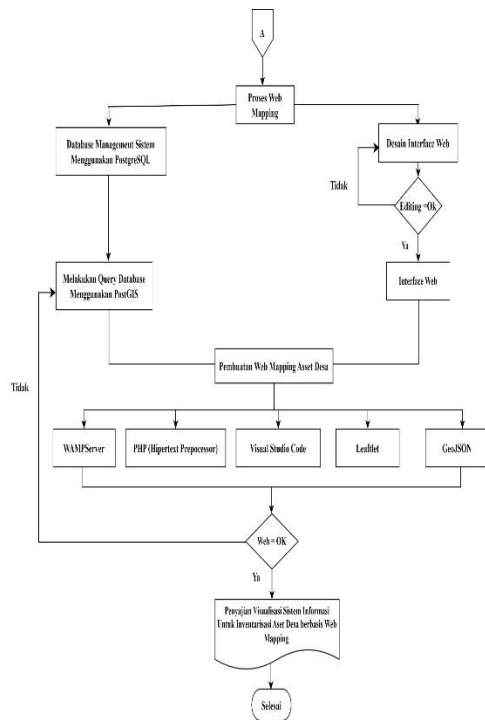 A
Proses Web
Mapping
Database Management Sistem
Menggunakan PostgreSQL
Desain Interface Web
Tidak
Editing =Ok
Ya
Melakukan Query Database
Menggunakan PostGIS
Interface Web
Tidak
Pembuatan Web Mapping Asset Desa
WAMPServer
PHP (Hipertext Prepocessor)
Visual Studio Code
Leaftlet
GeoJSON
Web = OK
Ya
Penyajian Visualisasi Sistem Informasi
Untuk Inventarisasi Aset Desa berbasis Web
Mapping
Selesai